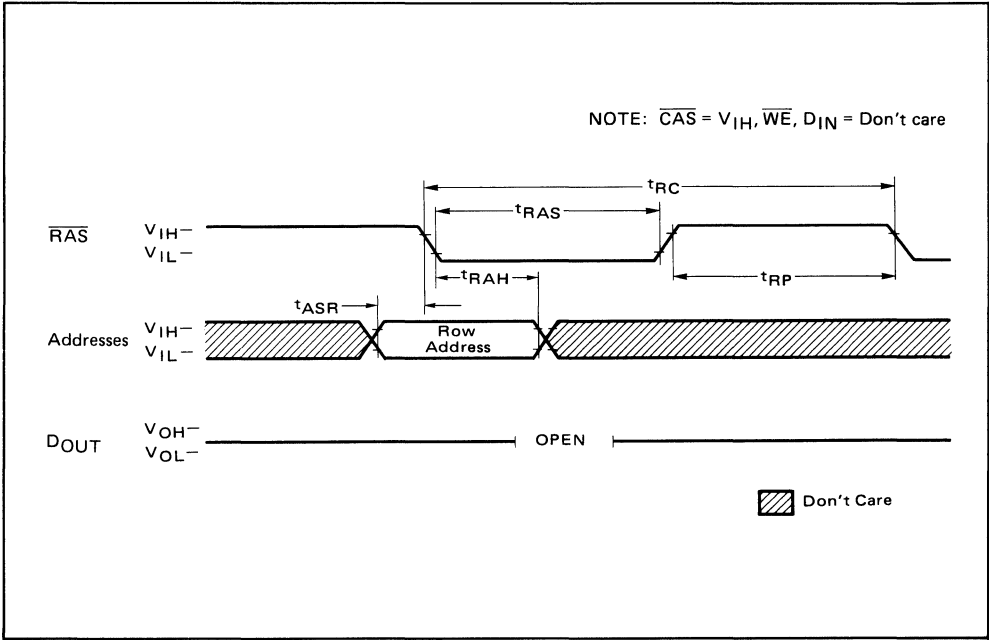 NOTE: CAS = VIH, WE, DIN = Don't care
tRC
tRAS
RAS
VIH—
VIL—
tRAH
tRP
tASR
Addresses
VIH—
VIL—
Row
Address
DOUT
VOH—
VOL—
OPEN
Don't Care